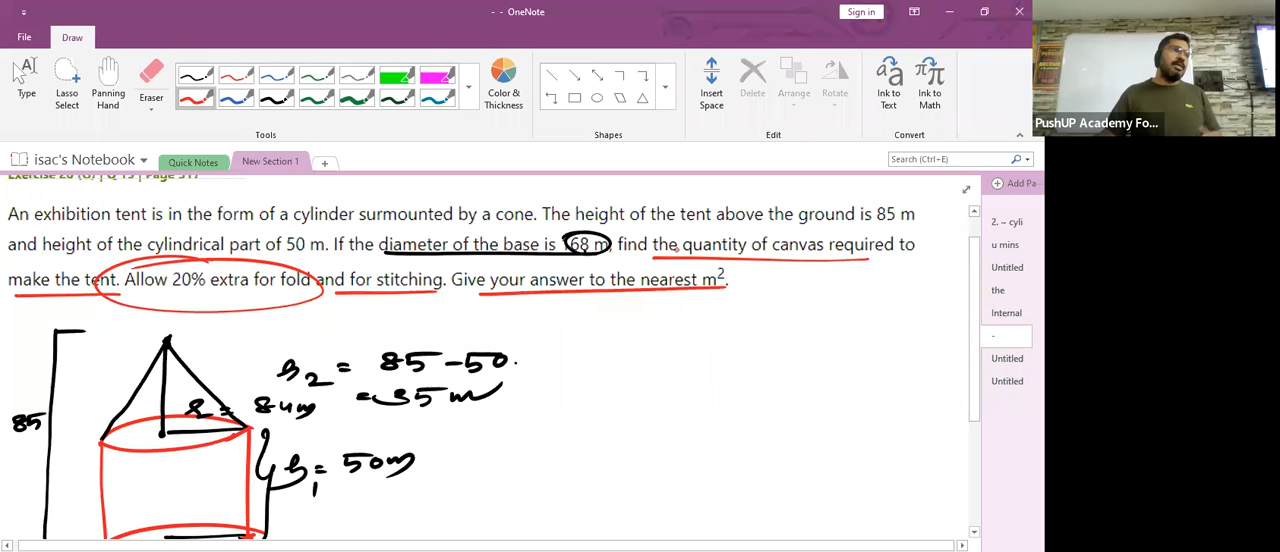 - - OneNote
Sign in
File
Draw
Type
Lasso Select
Panning Hand
Eraser
Color & Thickness
Insert Space
Delete
Arrange
Rotate
Ink to Text
Ink to Math
Tools
Shapes
Edit
Convert
PushUP Academy Fo...
isac's Notebook
Quick Notes
New Section 1
Search (Ctrl+E)
An exhibition tent is in the form of a cylinder surmounted by a cone. The height of the tent above the ground is 85 m
and height of the cylindrical part of 50 m. If the diameter of the base is 168 m, find the quantity of canvas required to
make the tent. Allow 20% extra for fold and for stitching. Give your answer to the nearest m².
h₂ = 85 - 50.
= 35 m
r = 84m
85
h₁ = 50m
Add Pa
2. ~ cyli
u mins
Untitled
the
Internal
-
Untitled
Untitled